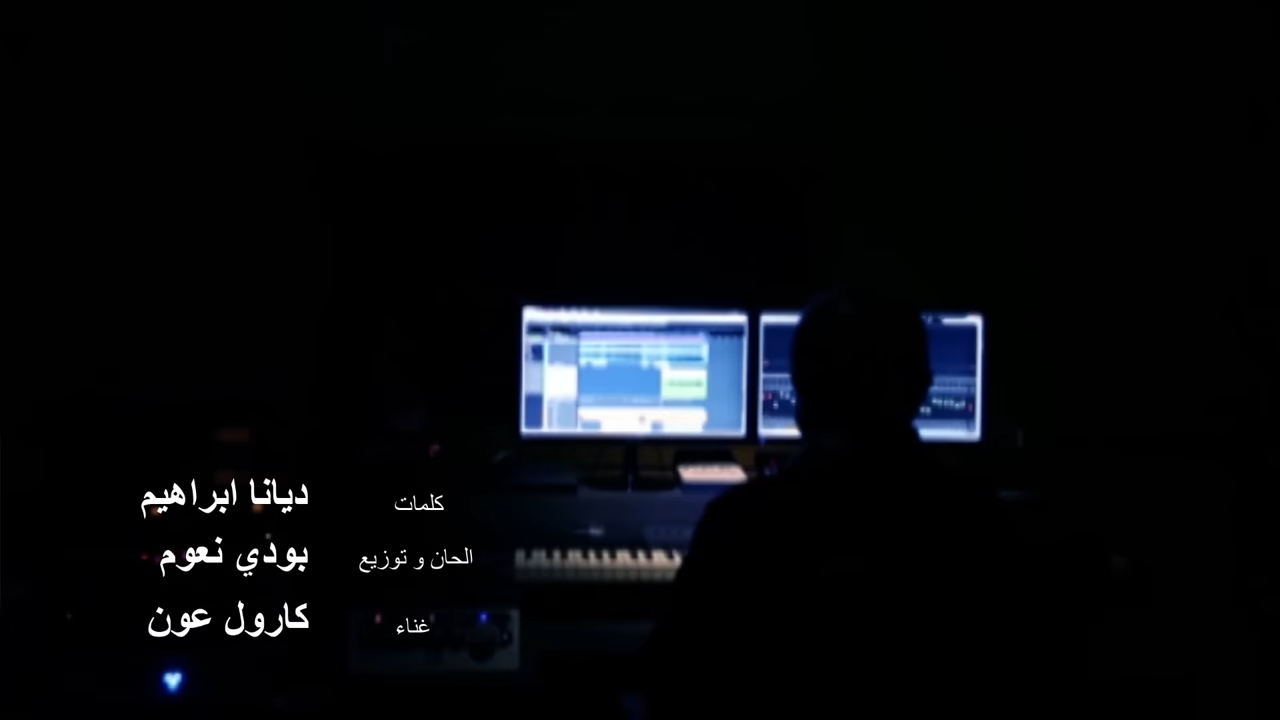 كلمات ديانا ابراهيم
الحان و توزيع بودي نعوم
غناء كارول عون